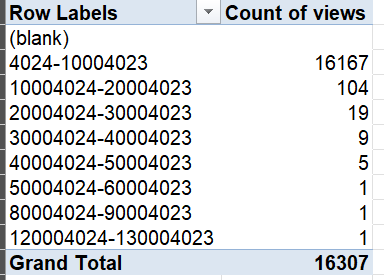 Row Labels Count of views
(blank)
4024-10004023 16167
10004024-20004023 104
20004024-30004023 19
30004024-40004023 9
40004024-50004023 5
50004024-60004023 1
80004024-90004023 1
120004024-130004023 1
Grand Total 16307